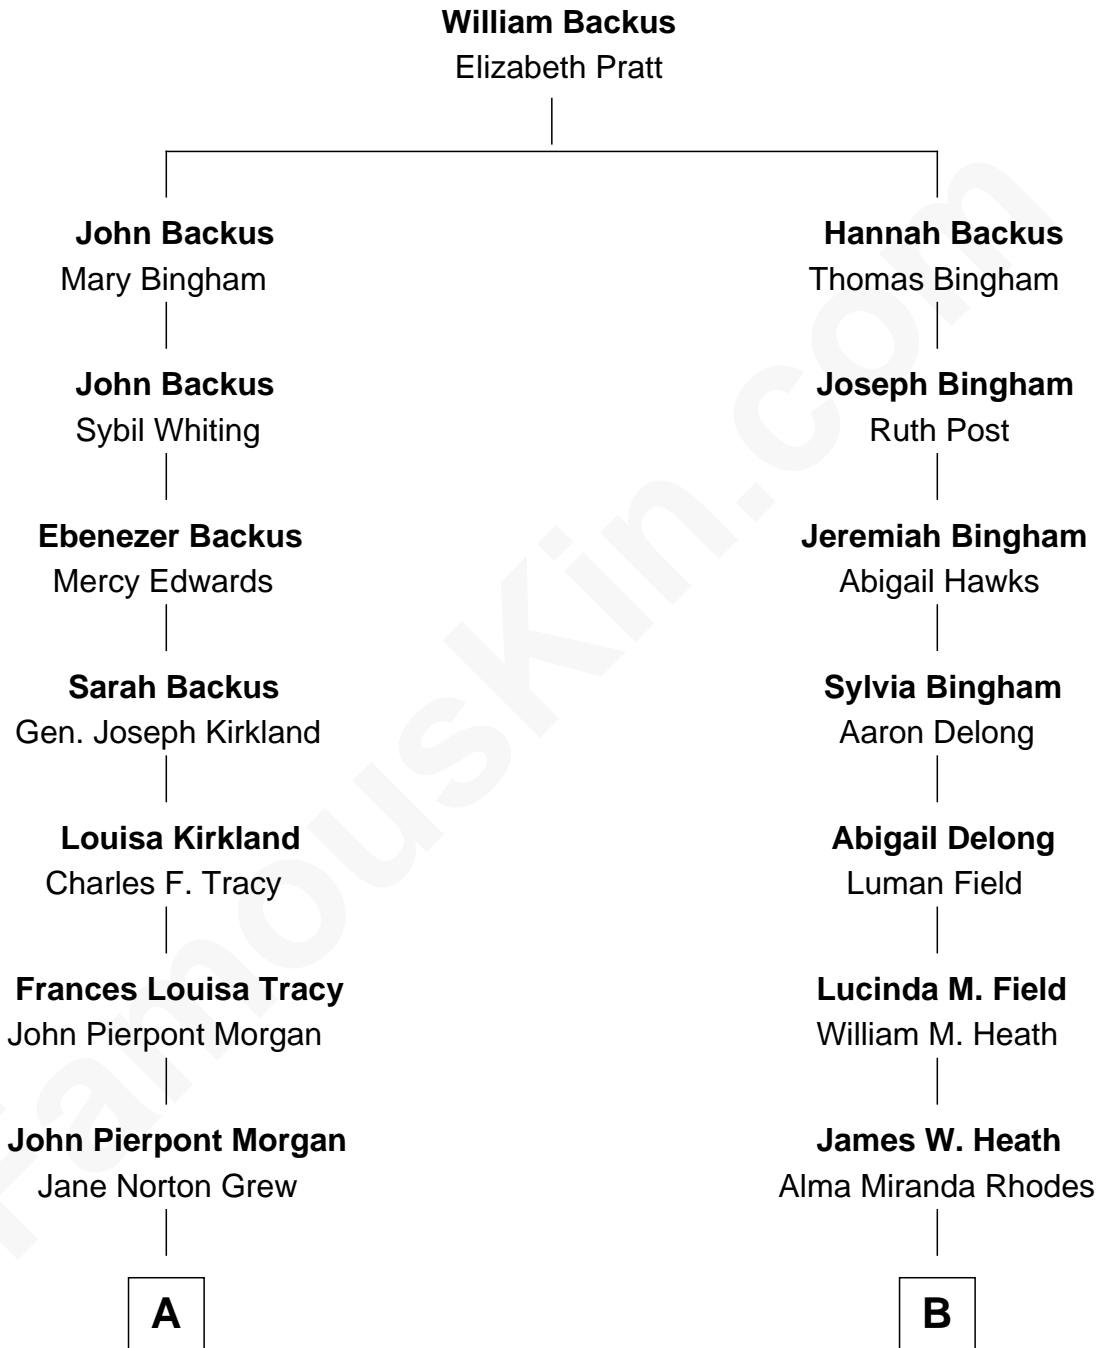 William Backus
Elizabeth Pratt
John Backus
Mary Bingham
Hannah Backus
Thomas Bingham
John Backus
Sybil Whiting
Joseph Bingham
Ruth Post
Ebenezer Backus
Mercy Edwards
Jeremiah Bingham
Abigail Hawks
Sarah Backus
Gen. Joseph Kirkland
Sylvia Bingham
Aaron Delong
Louisa Kirkland
Charles F. Tracy
Abigail Delong
Luman Field
Frances Louisa Tracy
John Pierpont Morgan
Lucinda M. Field
William M. Heath
John Pierpont Morgan
Jane Norton Grew
James W. Heath
Alma Miranda Rhodes
A
B
FamousKin.com